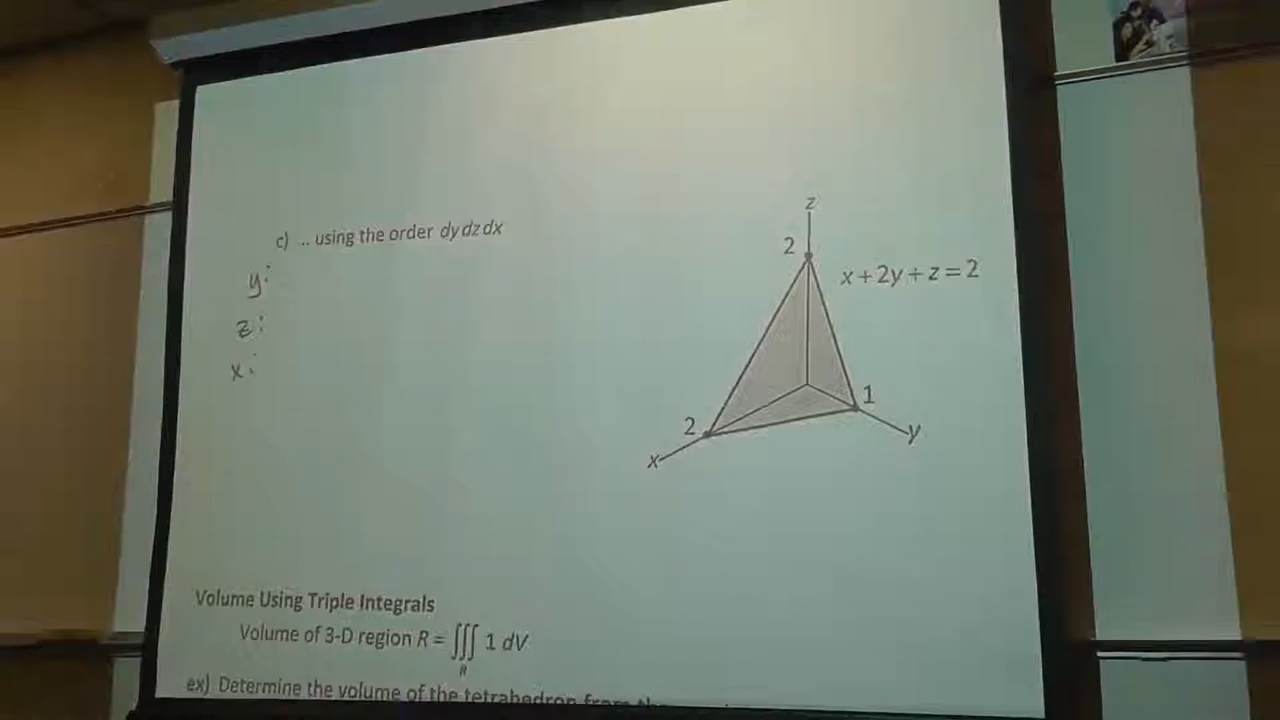 c) .. using the order dy dz dx
y:
z:
x:
z
2
x + 2y + z = 2
1
2
y
x
Volume Using Triple Integrals
Volume of 3-D region R = ∭ 1 dV
R
ex) Determine the volume of the tetrahedron from